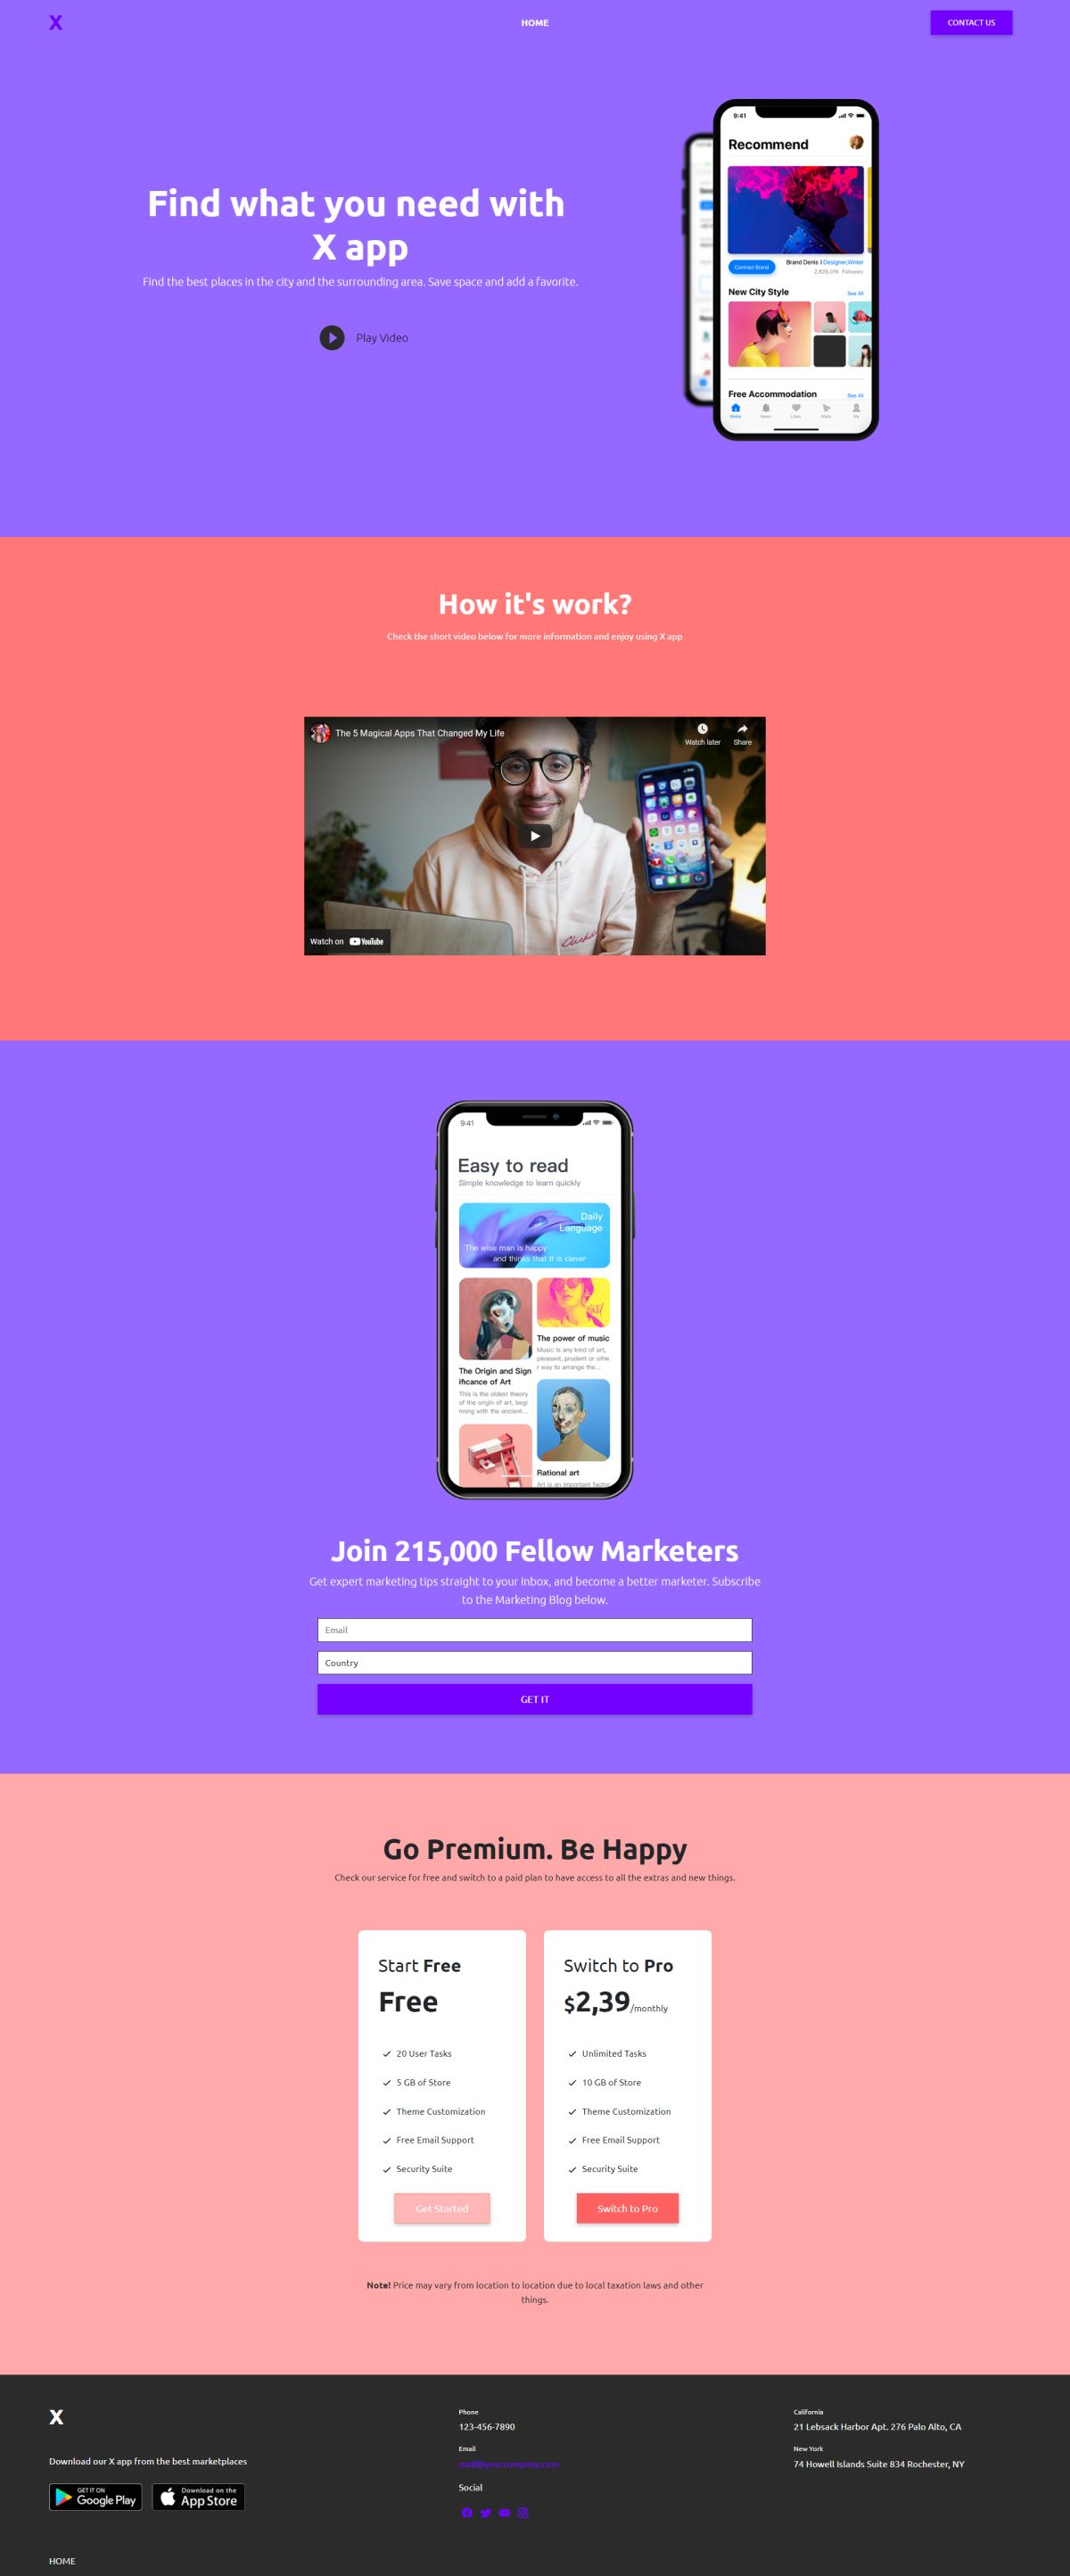 X
HOME
CONTACT US
Find what you need with
X app
Find the best places in the city and the surrounding area. Save space and add a favorite.
Play Video
9:41
Recommend
Contract Brand
Brand Denis I Designer,Writer
2,826,016 Followers
New City Style
See All
Free Accommodation
See All
Home
News
Likes
Style
My
How it's work?
Check the short video below for more information and enjoy using X app
The 5 Magical Apps That Changed My Life
Watch later
Share
Watch on YouTube
9:41
Easy to read
Simple knowledge to learn quickly
Daily
Language
The wise man is happy
and thinks that it is clever
The power of music
Music is any kind of art,
pleasent, prudent or othe
r way to arrange the...
The Origin and Sign
ificance of Art
This is the oldest theory
of the origin of art, begi
nning with the ancient...
Rational art
Art is an important factor
Join 215,000 Fellow Marketers
Get expert marketing tips straight to your inbox, and become a better marketer. Subscribe
to the Marketing Blog below.
Email
Country
GET IT
Go Premium. Be Happy
Check our service for free and switch to a paid plan to have access to all the extras and new things.
Start Free
Free
20 User Tasks
5 GB of Store
Theme Customization
Free Email Support
Security Suite
Get Started
Switch to Pro
$2,39/monthly
Unlimited Tasks
10 GB of Store
Theme Customization
Free Email Support
Security Suite
Switch to Pro
Note! Price may vary from location to location due to local taxation laws and other
things.
X
Download our X app from the best marketplaces
GET IT ON
Google Play
Download on the
App Store
HOME
Phone
123-456-7890
Email
mail@yourcompany.com
Social
California
21 Lebsack Harbor Apt. 276 Palo Alto, CA
New York
74 Howell Islands Suite 834 Rochester, NY